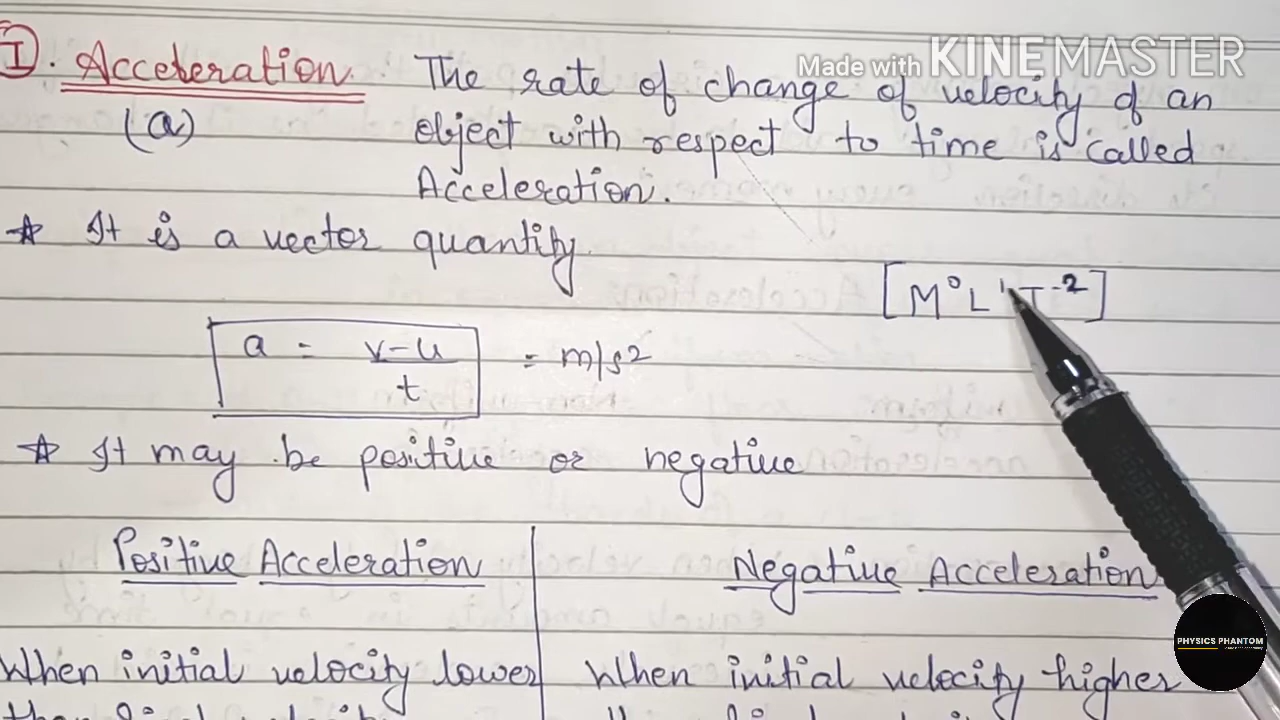 Made with KINEMASTER
I. Acceleration. The rate of change of velocity of an
(a) object with respect to time is called
Acceleration.
☆ It is a vector quantity.
[M⁰L¹T⁻²]
a = v-u/t = m/s²
☆ It may be positive or negative
Positive Acceleration Negative Acceleration
When initial velocity lower When initial velocity higher
PHYSICS PHANTOM